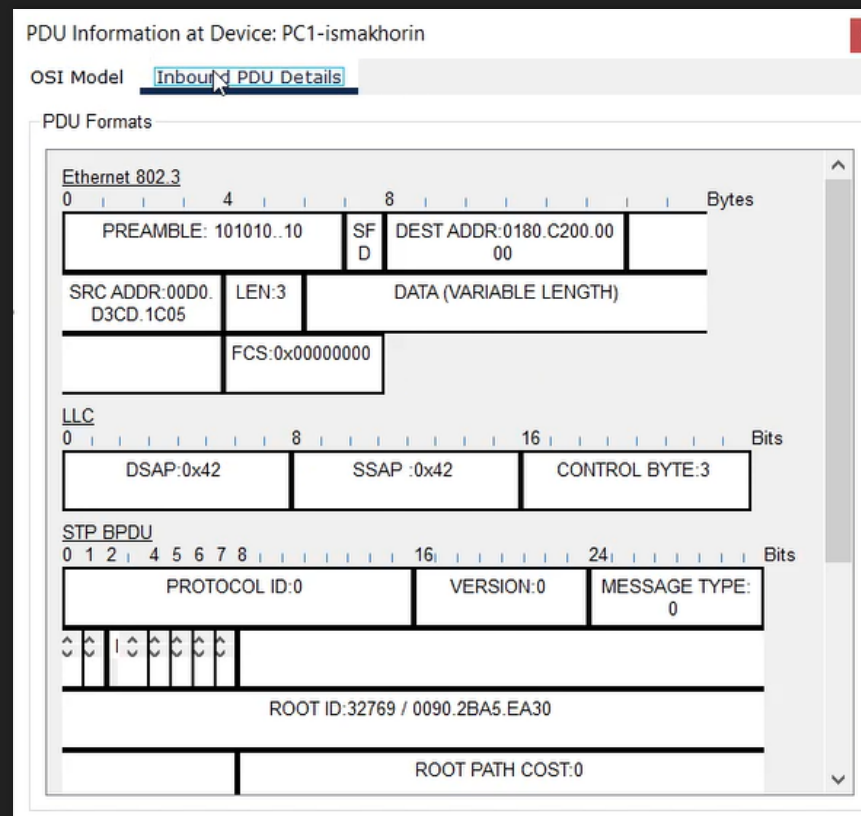 PDU Information at Device: PC1-ismakhorin
OSI Model Inbound PDU Details
PDU Formats
Ethernet 802.3
0 4 8 Bytes
PREAMBLE: 101010..10 SF DEST ADDR:0180.C200.00
D 00
SRC ADDR:00D0. LEN:3 DATA (VARIABLE LENGTH)
D3CD.1C05
FCS:0x00000000
LLC
0 8 16 Bits
DSAP:0x42 SSAP :0x42 CONTROL BYTE:3
STP BPDU
0 1 2 4 5 6 7 8 16 24 Bits
PROTOCOL ID:0 VERSION:0 MESSAGE TYPE:
0
ROOT ID:32769 / 0090.2BA5.EA30
ROOT PATH COST:0